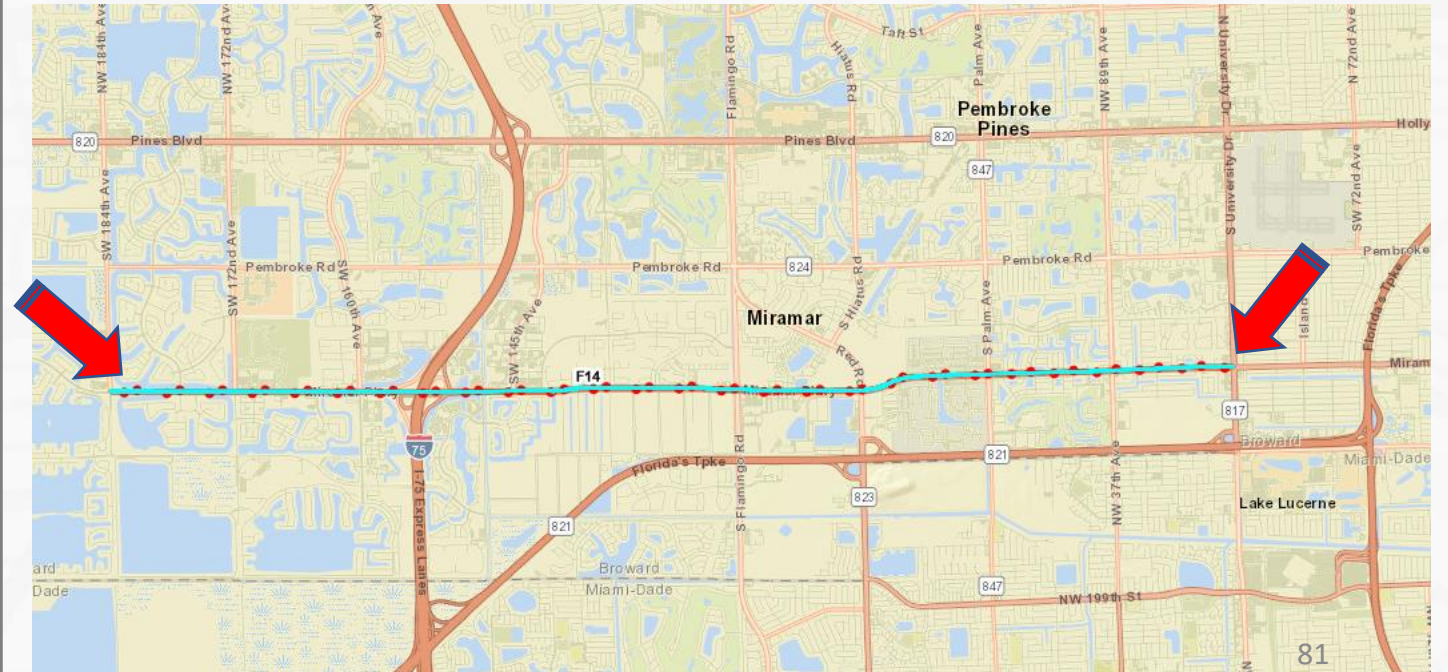 NW 184th Ave
NW 172nd Av
n Ave
Flamingo Rd
Hiatus Rd
Taft St
Palm Ave
NW 89th Ave
N University Dr
N 72nd Ave
Pembroke
Pines
820
Pines Blvd
Pines Blvd
820
Holly
847
SW 184th Ave
SW 172nd Ave
S University Dr
SW 72nd Ave
Pembroke Rd
SW 160th Ave
Pembroke Rd
824
S Hiatus Rd
Pembroke Rd
Pembroke
Miramar
SW 145th Ave
Red Rd
S Palm Ave
Island
Florida's Tpke
F14
Miram
817
75
I-75 Express Lanes
Florida's Tpke
S Flamingo Rd
821
NW 37th Ave
Broward
Miami-Dade
823
821
Lake Lucerne
ard
Dade
Broward
Miami-Dade
847
NW 199th St
N
81